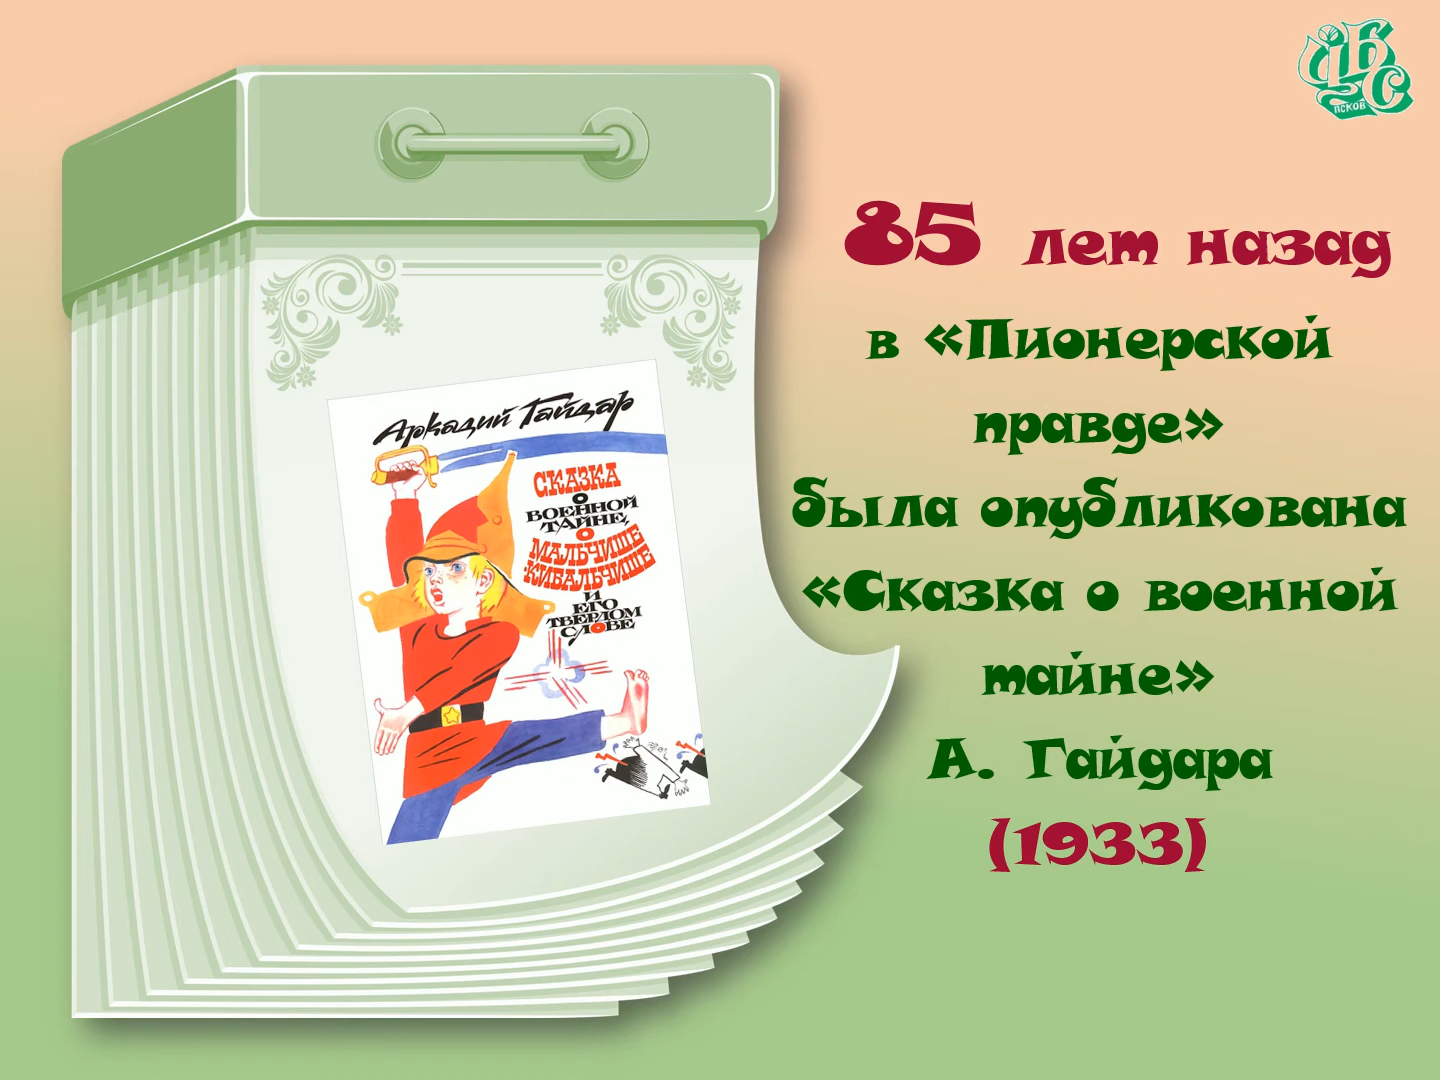 ЦБС
ПСКОВ
85 лет назад
в «Пионерской
правде»
была опубликована
«Сказка о военной
тайне»
А. Гайдара
(1933)
Аркадий Гайдар
СКАЗКА
О
ВОЕННОЙ
ТАЙНЕ,
О
МАЛЬЧИШЕ
-КИБАЛЬЧИШЕ
И
ЕГО
ТВЕРДОМ
СЛОВЕ